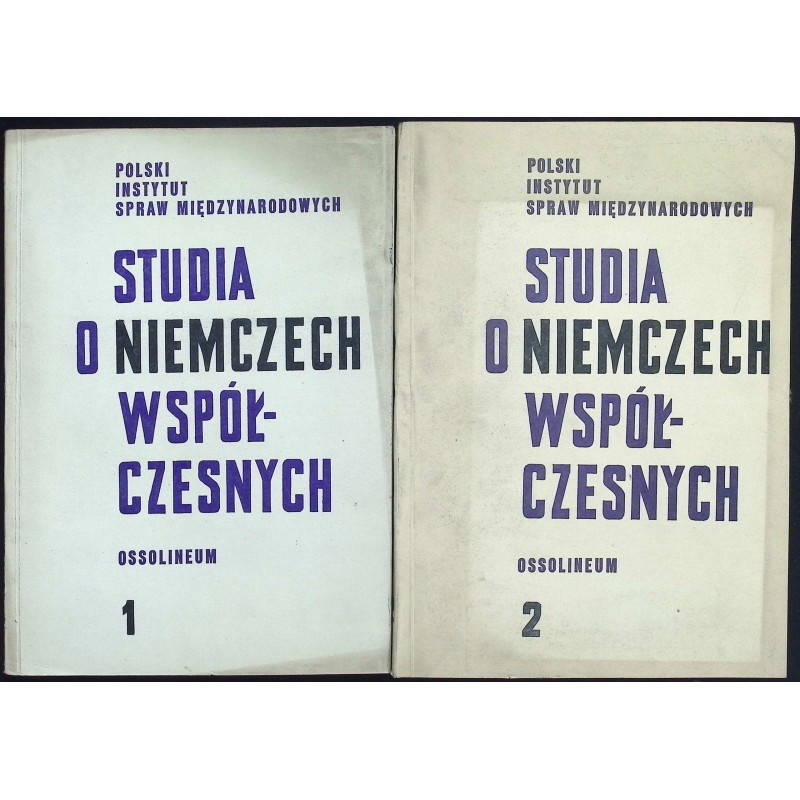 POLSKI
INSTYTUT
SPRAW MIĘDZYNARODOWYCH
STUDIA
O NIEMCZECH
WSPÓŁ-
CZESNYCH
OSSOLINEUM
1
POLSKI
INSTYTUT
SPRAW MIĘDZYNARODOWYCH
STUDIA
O NIEMCZECH
WSPÓŁ-
CZESNYCH
OSSOLINEUM
2